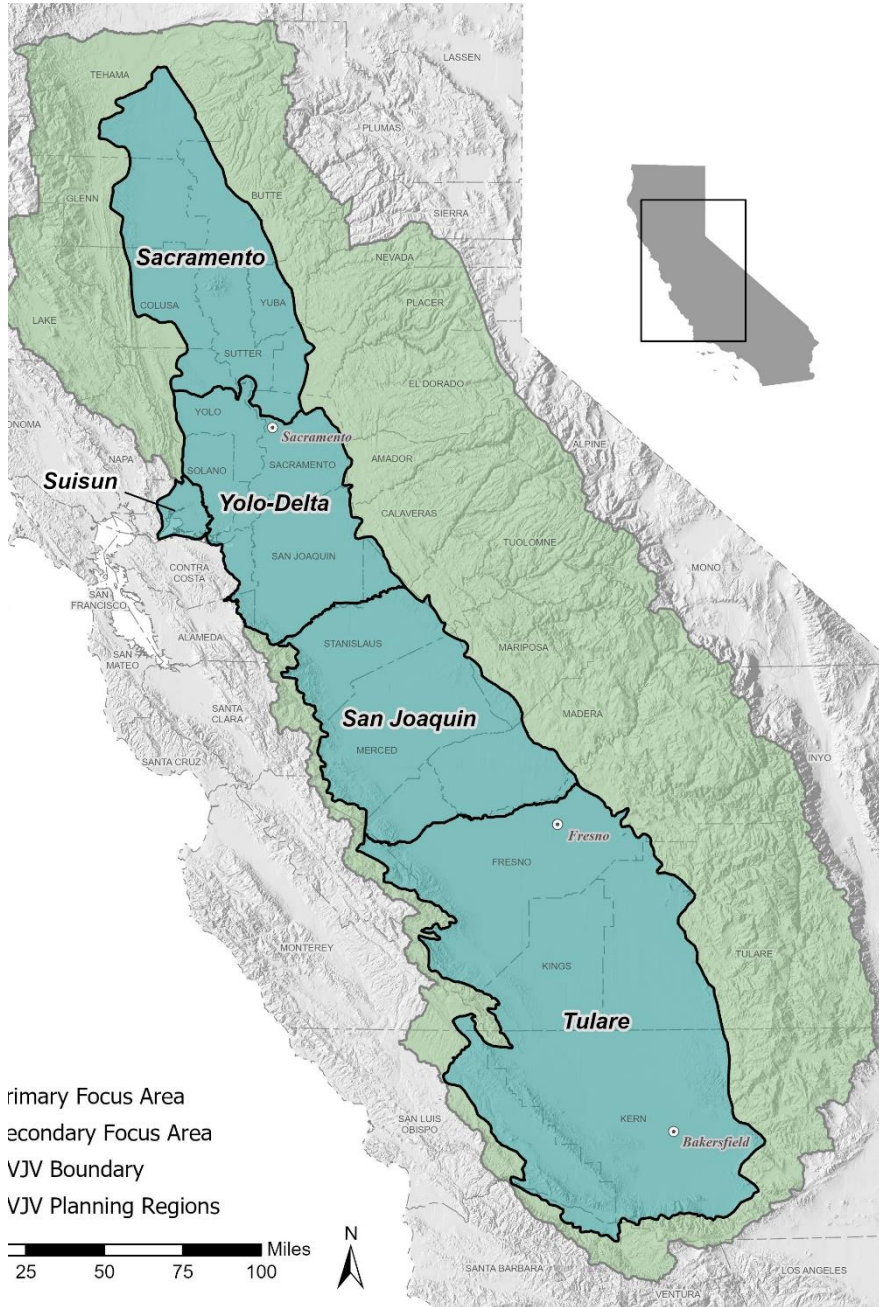 LASSEN
TEHAMA
PLUMAS
BUTTE
GLENN
SIERRA
NEVADA
Sacramento
PLACER
COLUSA
YUBA
LAKE
SUTTER
EL DORADO
YOLO
ONOMA
Sacramento
ALPINE
NAPA
SOLANO
SACRAMENTO
AMADOR
Suisun
Yolo-Delta
CALAVERAS
TUOLOMNE
SAN JOAQUIN
CONTRA
COSTA
MONO
SAN
FRANCISCO
ALAMEDA
STANISLAUS
MARIPOSA
SAN
MATEO
SANTA
CLARA
San Joaquin
MADERA
MERCED
INYO
SANTA CRUZ
Fresno
FRESNO
MONTEREY
TULARE
KINGS
Tulare
rimary Focus Area
econdary Focus Area
VJV Boundary
VJV Planning Regions
SAN LUIS
OBISPO
KERN
Bakersfield
N
Miles
25 50 75 100
SANTA BARBARA
LOS ANGELES
VENTURA